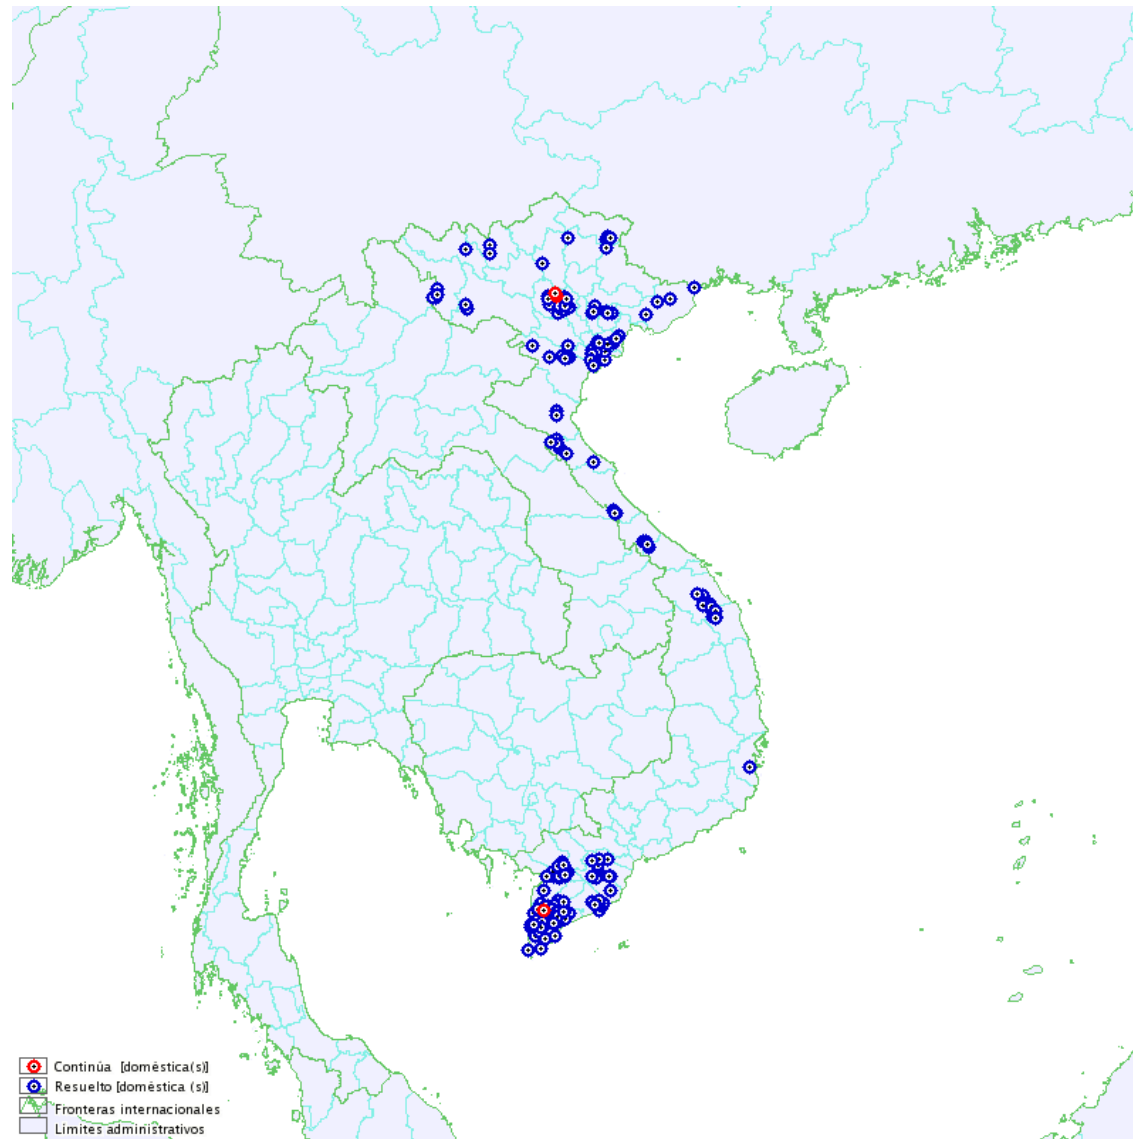 Continúa [doméstica(s)]
Resuelto [doméstica (s)]
Fronteras internacionales
Límites administrativos